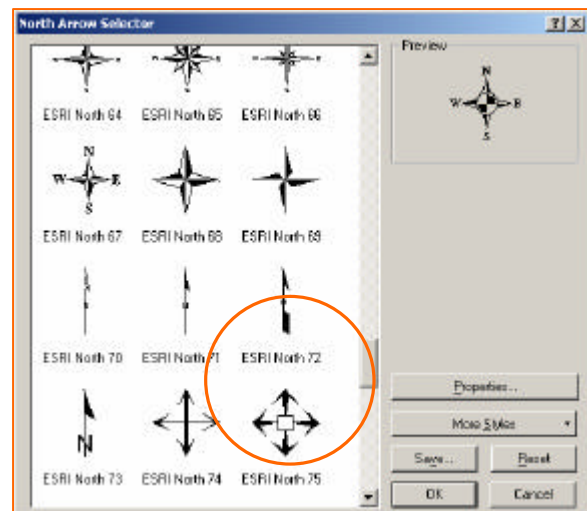 North Arrow Selector
ESRI North 64 ESRI North 65 ESRI North 66
N
W E
S
ESRI North 67 ESRI North 68 ESRI North 69
ESRI North 70 ESRI North 71 ESRI North 72
N
ESRI North 73 ESRI North 74 ESRI North 75
Preview
N
W E
S
Properties...
More Styles
Save... Reset
OK Cancel